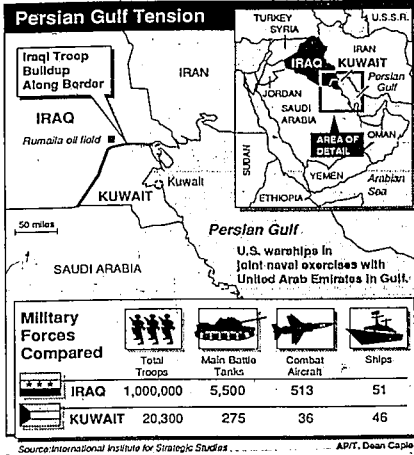 Persian Gulf Tension
Iraqi Troop
Buildup
Along Border
IRAN
IRAQ
Rumaila oil field
Kuwait
KUWAIT
50 miles
SAUDI ARABIA
Persian Gulf
U.S. warships in
joint naval exercises with
United Arab Emirates in Gulf.
TURKEY
U.S.S.R.
SYRIA
IRAN
IRAQ
KUWAIT
Persian
Gulf
JORDAN
SAUDI
ARABIA
AREA OF
DETAIL
OMAN
SUDAN
YEMEN
Arabian
Sea
ETHIOPIA
Military
Forces
Compared
Total
Troops
Main Battle
Tanks
Combat
Aircraft
Ships
IRAQ 1,000,000 5,500 513 51
KUWAIT 20,300 275 36 46
Source:International Institute for Strategic Studies
AP/T. Dean Caple